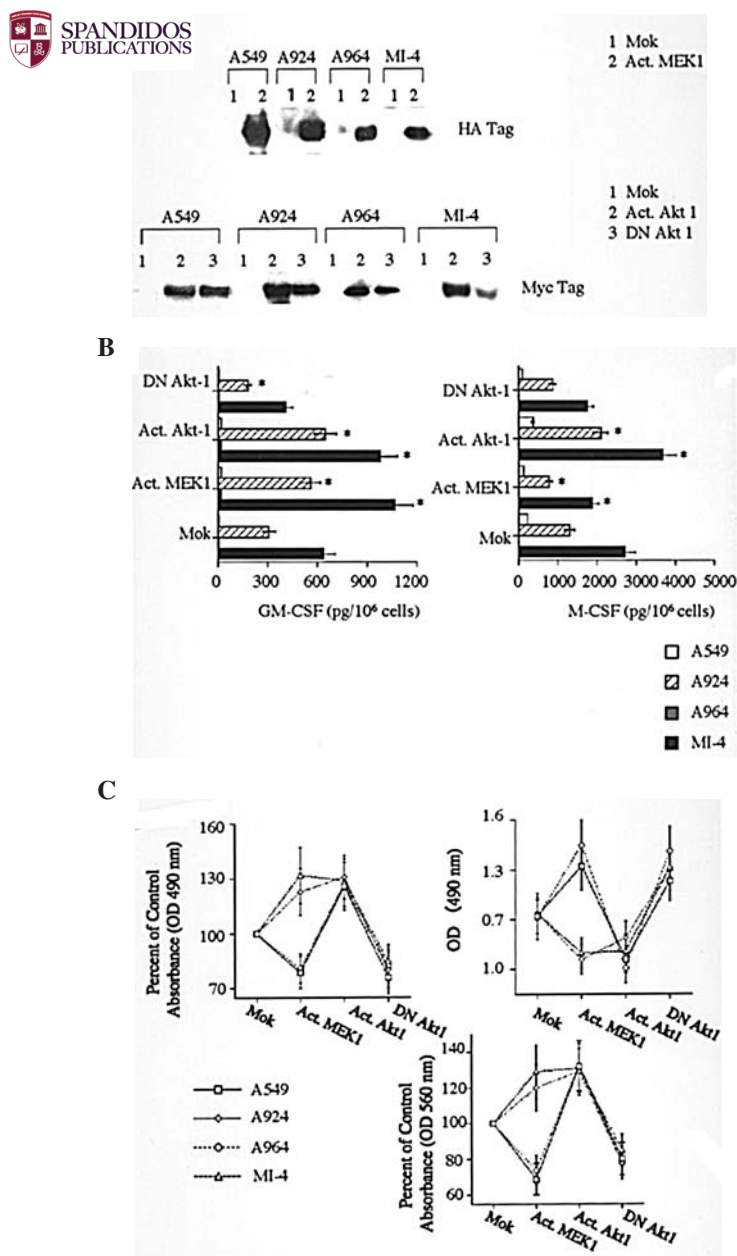 SPANDIDOS
PUBLICATIONS
A549 A924 A964 MI-4
1 2 1 2 1 2 1 2
HA Tag
1 Mok
2 Act. MEK1
A549 A924 A964 MI-4
1 2 3 1 2 3 1 2 3 1 2 3
Myc Tag
1 Mok
2 Act. Akt 1
3 DN Akt 1
B
DN Akt-1 *
Act. Akt-1 *
*
Act. MEK1 *
*
Mok
0 300 600 900 1200
GM-CSF (pg/10⁶ cells)
DN Akt-1
Act. Akt-1 *
*
Act. MEK1 *
*
Mok
0 1000 2000 3000 4000 5000
M-CSF (pg/10⁶ cells)
A549
A924
A964
MI-4
C
Percent of Control
Absorbance (OD 490 nm)
160
130
100
70
Mok Act. MEK1 Act. Akt1 DN Akt1
OD (490 nm)
1.6
1.3
0.7
1.0
Mok Act. MEK1 Act. Akt1 DN Akt1
A549
A924
A964
MI-4
Percent of Control
Absorbance (OD 560 nm)
140
120
100
80
60
Mok Act. MEK1 Act. Akt1 DN Akt1